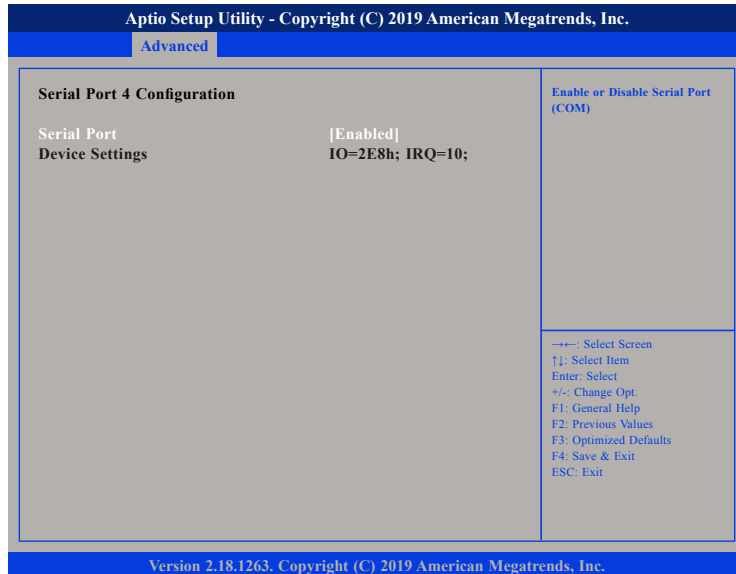 Aptio Setup Utility - Copyright (C) 2019 American Megatrends, Inc.
Advanced
Serial Port 4 Configuration
Serial Port [Enabled]
Device Settings IO=2E8h; IRQ=10;
Enable or Disable Serial Port
(COM)
→←: Select Screen
↑↓: Select Item
Enter: Select
+/-: Change Opt.
F1: General Help
F2: Previous Values
F3: Optimized Defaults
F4: Save & Exit
ESC: Exit
Version 2.18.1263. Copyright (C) 2019 American Megatrends, Inc.